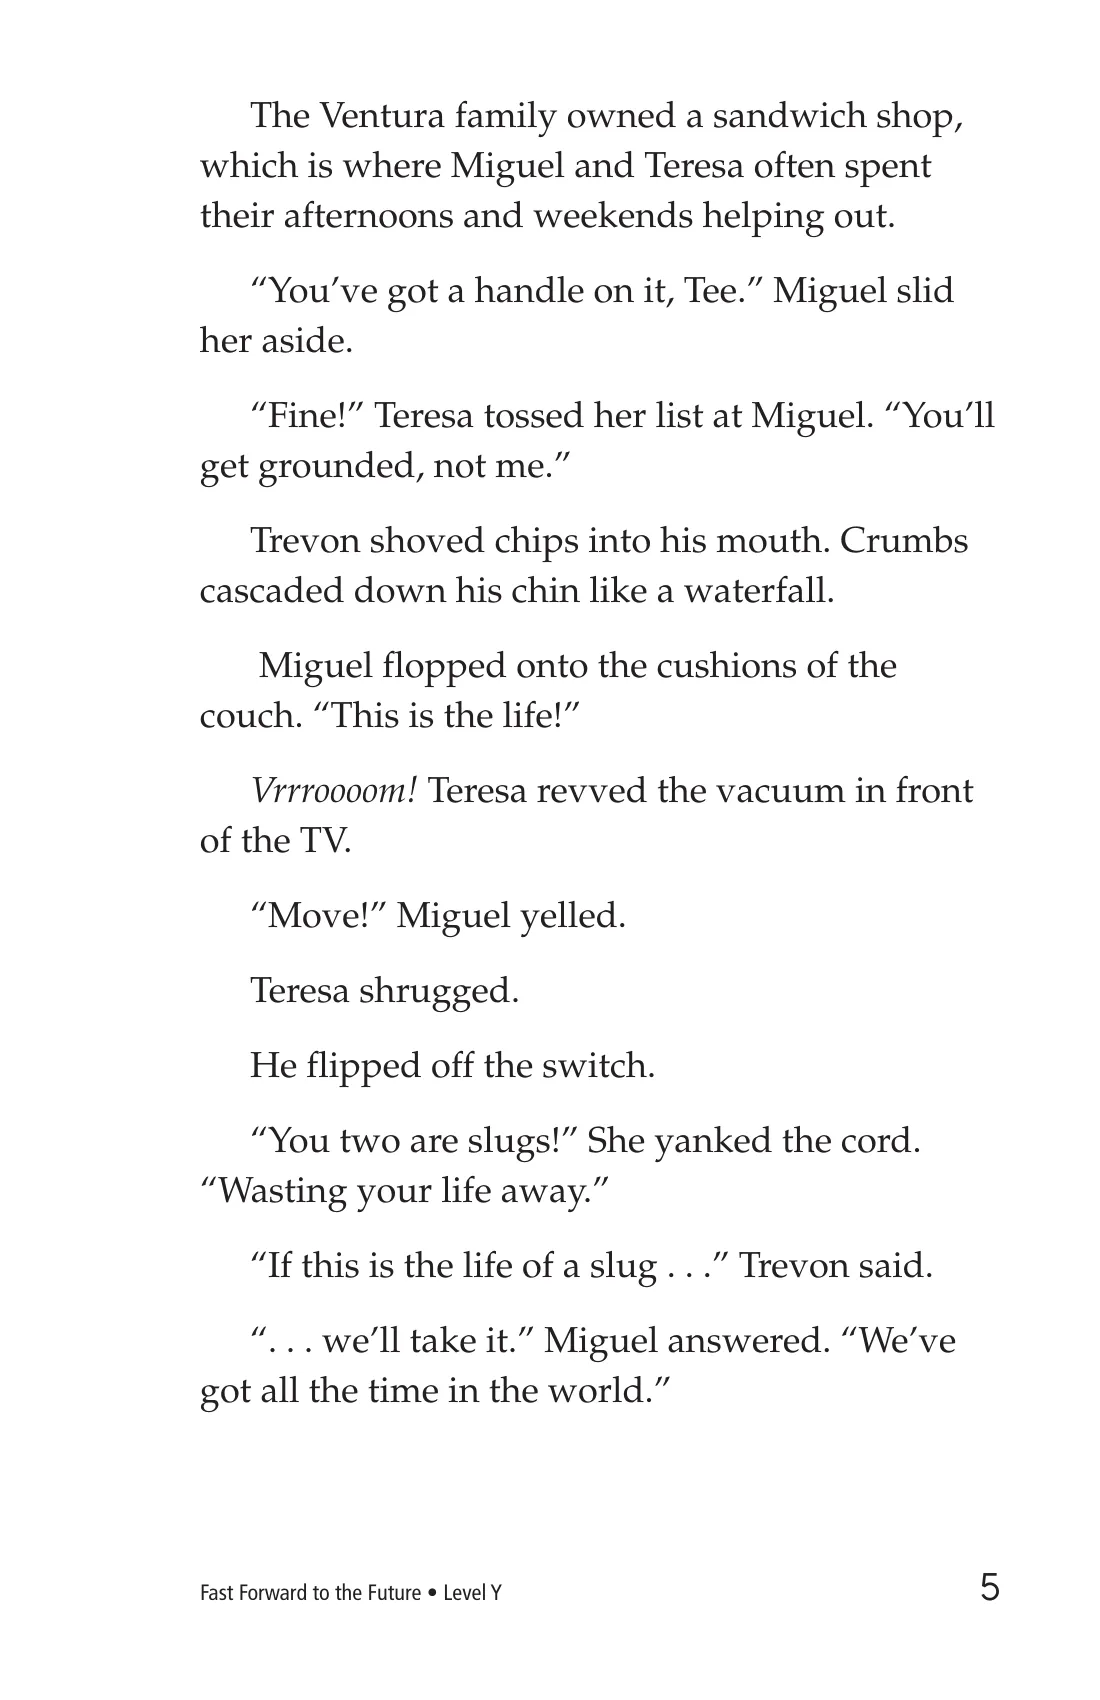 The Ventura family owned a sandwich shop,
which is where Miguel and Teresa often spent
their afternoons and weekends helping out.
“You’ve got a handle on it, Tee.” Miguel slid
her aside.
“Fine!” Teresa tossed her list at Miguel. “You’ll
get grounded, not me.”
Trevon shoved chips into his mouth. Crumbs
cascaded down his chin like a waterfall.
Miguel flopped onto the cushions of the
couch. “This is the life!”
Vrrroooom! Teresa revved the vacuum in front
of the TV.
“Move!” Miguel yelled.
Teresa shrugged.
He flipped off the switch.
“You two are slugs!” She yanked the cord.
“Wasting your life away.”
“If this is the life of a slug . . .” Trevon said.
“. . . we’ll take it.” Miguel answered. “We’ve
got all the time in the world.”
Fast Forward to the Future • Level Y 5